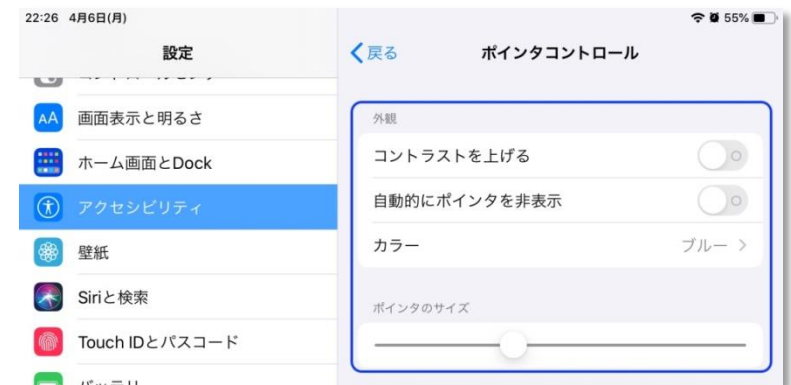 22:26 4月6日(月)
55%
設定
画面表示と明るさ
ホーム画面とDock
アクセシビリティ
壁紙
Siriと検索
Touch IDとパスコード
戻る
ポインタコントロール
外観
コントラストを上げる
自動的にポインタを非表示
カラー
ブルー
ポインタのサイズ